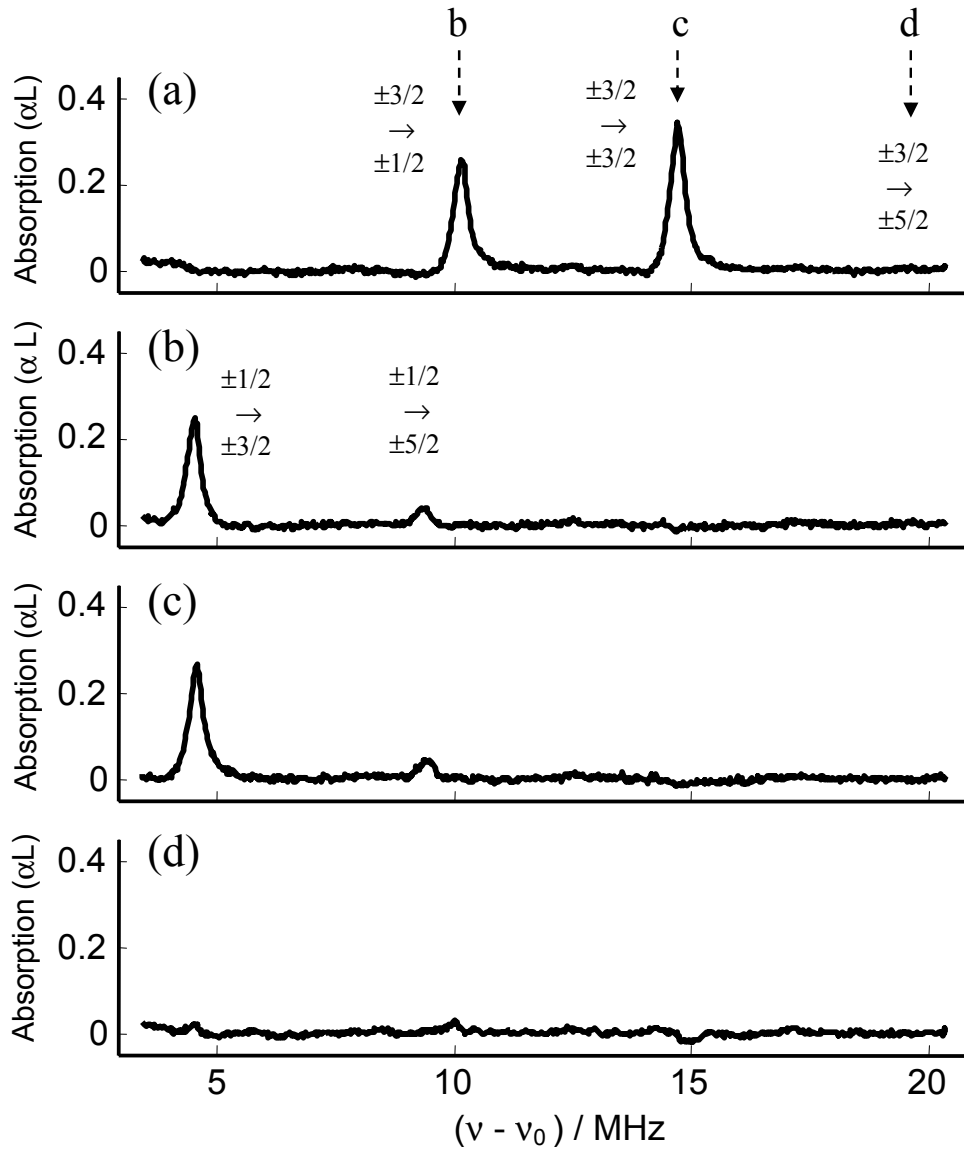 b c d
(a)
±3/2
→
±1/2
±3/2
→
±3/2
±3/2
→
±5/2
Absorption (αL)
0.4
0.2
0
(b)
±1/2
→
±3/2
±1/2
→
±5/2
Absorption (α L)
0.4
0.2
0
(c)
Absorption (αL)
0.4
0.2
0
(d)
Absorption (αL)
0.4
0.2
0
5 10 15 20
(ν - ν₀ ) / MHz